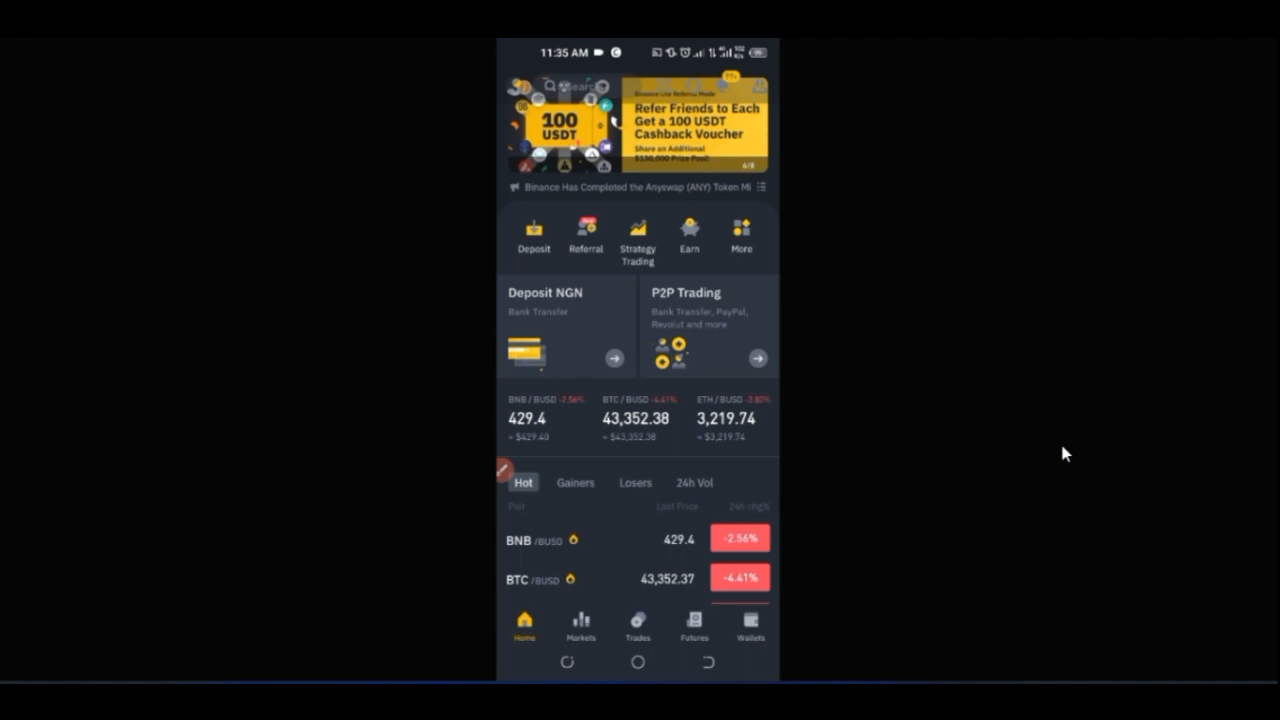 11:35 AM
100
USDT
Binance Lite Referral Mode
Refer Friends to Each
Get a 100 USDT
Cashback Voucher
Share an Additional
$130,000 Prize Pool!
6/8
Binance Has Completed the Anyswap (ANY) Token Mi
Deposit
Referral
Strategy
Trading
Earn
More
Deposit NGN
Bank Transfer
P2P Trading
Bank Transfer, PayPal,
Revolut and more
BNB / BUSD -2.56%
BTC / BUSD -4.41%
ETH / BUSD -3.80%
429.4
43,352.38
3,219.74
≈ $429.40
≈ $43,352.38
≈ $3,219.74
Hot
Gainers
Losers
24h Vol
Pair
Last Price
24h chg%
BNB /BUSD
429.4
-2.56%
BTC /BUSD
43,352.37
-4.41%
Home
Markets
Trades
Futures
Wallets